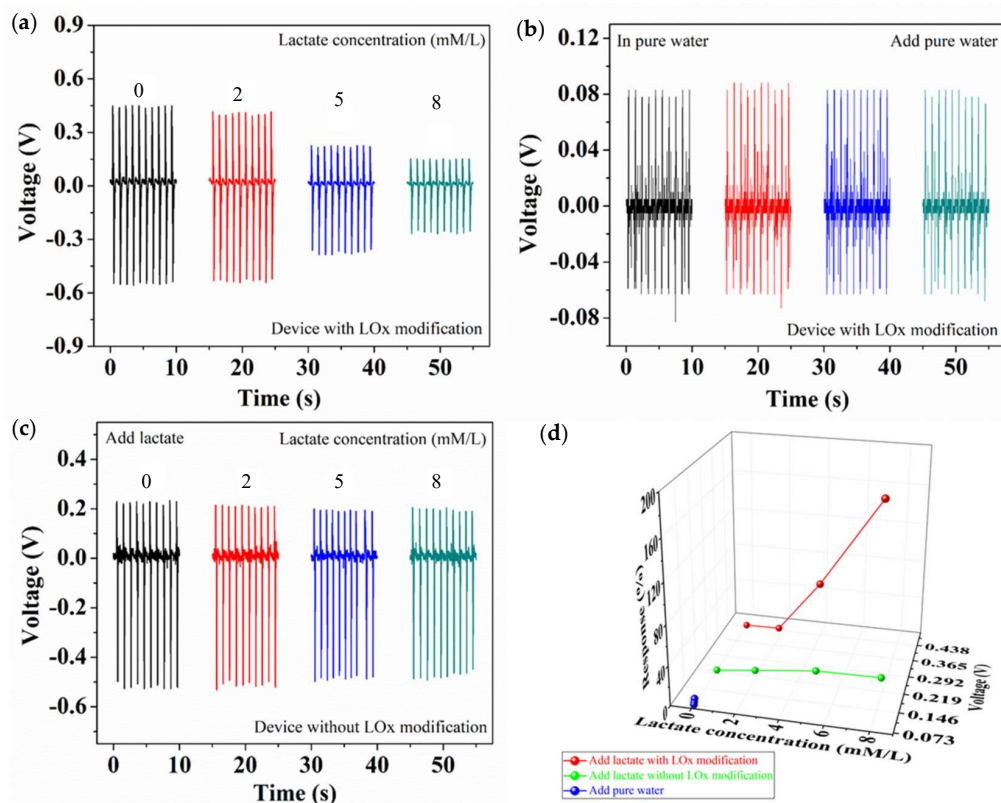 (a)
0.9
0.6
0.3
0.0
-0.3
-0.6
-0.9
Voltage (V)
Lactate concentration (mM/L)
0 2 5 8
Device with LOx modification
0 10 20 30 40 50
Time (s)
(b)
0.12
0.08
0.04
0.00
-0.04
-0.08
Voltage (V)
In pure water Add pure water
Device with LOx modification
0 10 20 30 40 50
Time (s)
(c)
0.4
0.2
0.0
-0.2
-0.4
-0.6
Voltage (V)
Add lactate Lactate concentration (mM/L)
0 2 5 8
Device without LOx modification
0 10 20 30 40 50
Time (s)
(d)
200
160
120
80
40
0
Response (%)
0.438
0.365
0.292
0.219
0.146
0.073
Voltage (V)
0 2 4 6 8
Lactate concentration (mM/L)
Add lactate with LOx modification
Add lactate without LOx modification
Add pure water